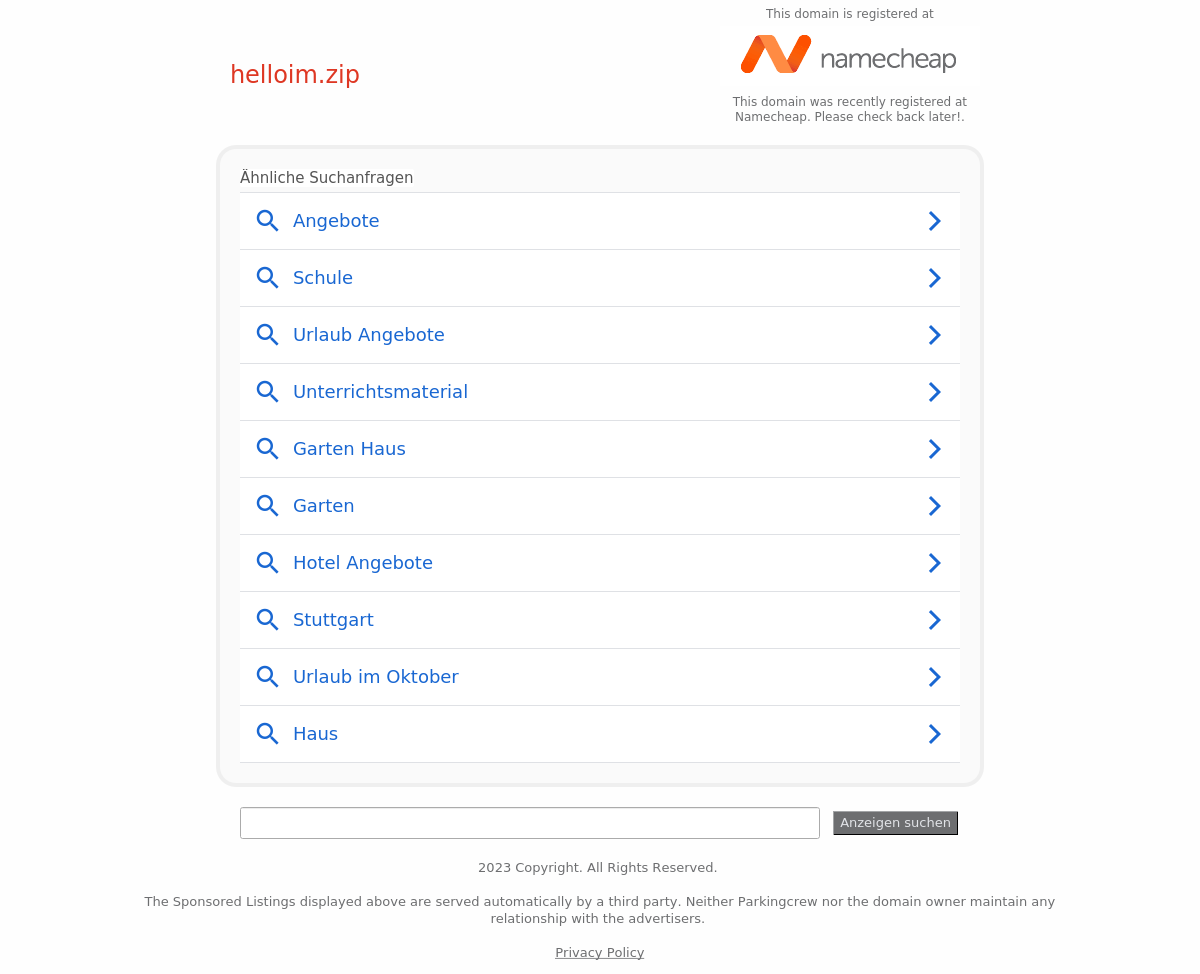 This domain is registered at
namecheap
helloim.zip
This domain was recently registered at
Namecheap. Please check back later!.
Ähnliche Suchanfragen
Angebote
Schule
Urlaub Angebote
Unterrichtsmaterial
Garten Haus
Garten
Hotel Angebote
Stuttgart
Urlaub im Oktober
Haus
Anzeigen suchen
2023 Copyright. All Rights Reserved.
The Sponsored Listings displayed above are served automatically by a third party. Neither Parkingcrew nor the domain owner maintain any
relationship with the advertisers.
Privacy Policy